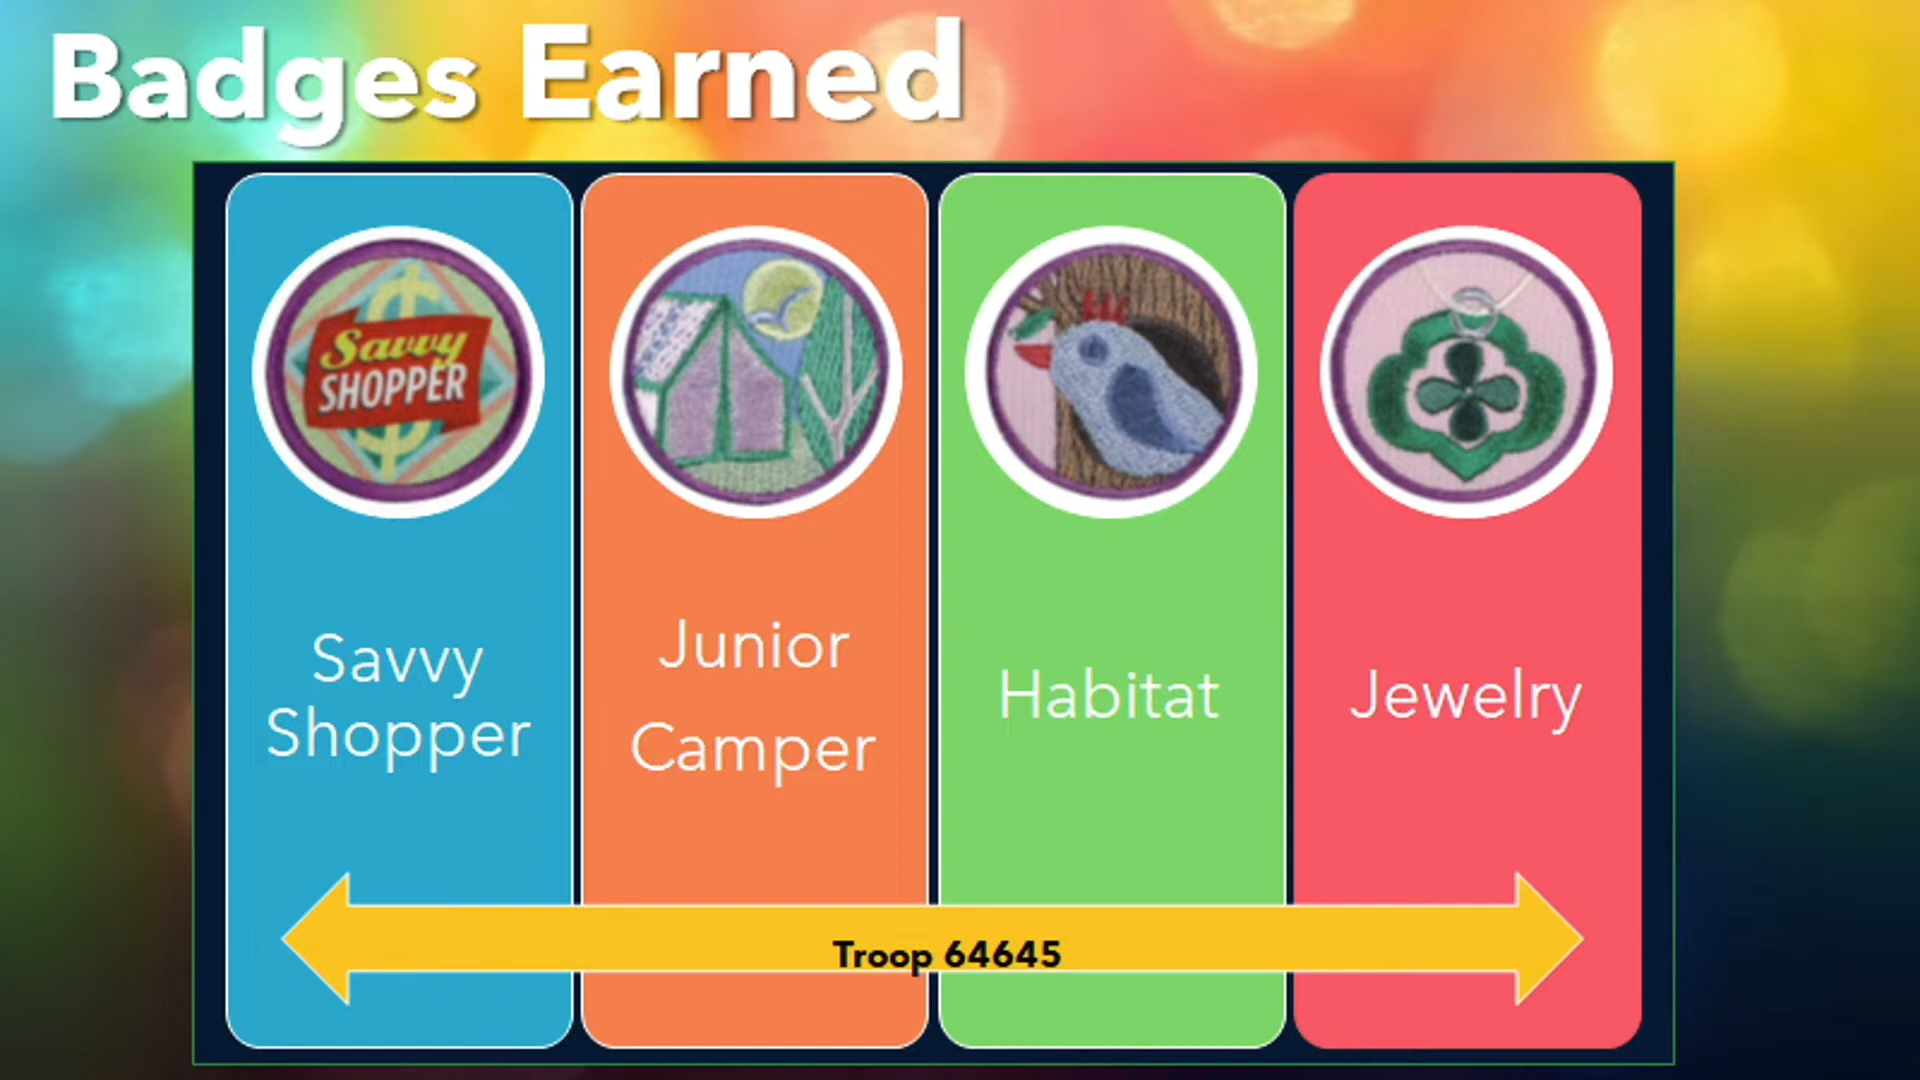 Badges Earned
Savvy
SHOPPER
Savvy
Shopper
Junior
Camper
Habitat
Jewelry
Troop 64645